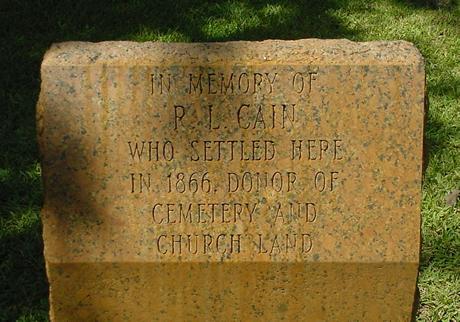 IN MEMORY OF
R. L. CAIN
WHO SETTLED HERE
IN 1866. DONOR OF
CEMETERY AND
CHURCH LAND